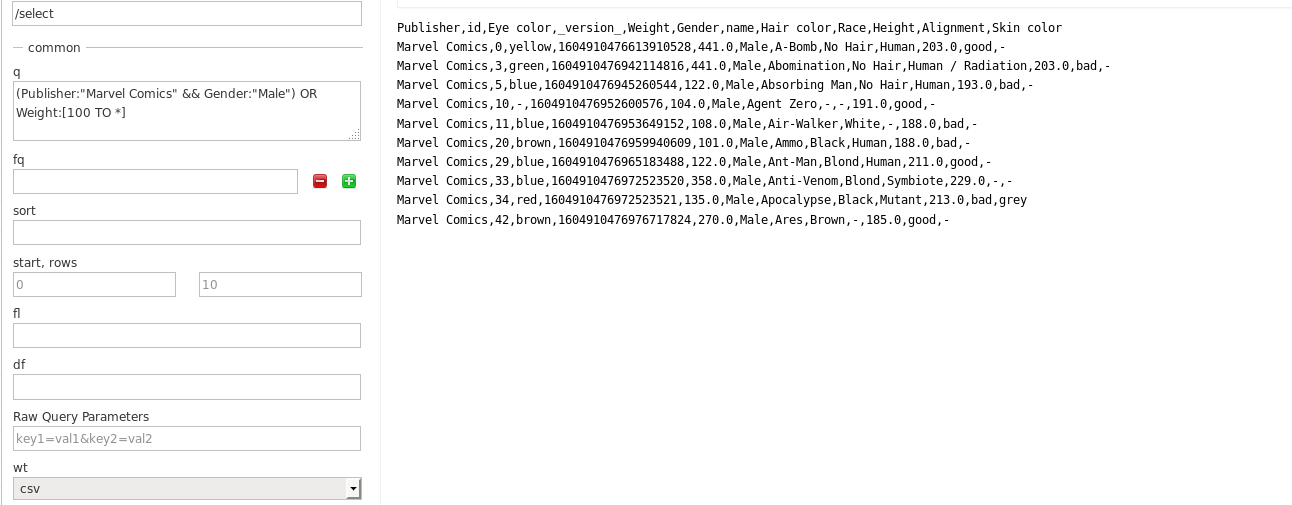 /select
common
q
(Publisher:"Marvel Comics" && Gender:"Male") OR
Weight:[100 TO *]
fq
sort
start, rows
0
10
fl
df
Raw Query Parameters
key1=val1&key2=val2
wt
csv
Publisher,id,Eye color,_version_,Weight,Gender,name,Hair color,Race,Height,Alignment,Skin color
Marvel Comics,0,yellow,1604910476613910528,441.0,Male,A-Bomb,No Hair,Human,203.0,good,-
Marvel Comics,3,green,1604910476942114816,441.0,Male,Abomination,No Hair,Human / Radiation,203.0,bad,-
Marvel Comics,5,blue,1604910476945260544,122.0,Male,Absorbing Man,No Hair,Human,193.0,bad,-
Marvel Comics,10,-,1604910476952600576,104.0,Male,Agent Zero,-,-,191.0,good,-
Marvel Comics,11,blue,1604910476953649152,108.0,Male,Air-Walker,White,-,188.0,bad,-
Marvel Comics,20,brown,1604910476959940609,101.0,Male,Ammo,Black,Human,188.0,bad,-
Marvel Comics,29,blue,1604910476965183488,122.0,Male,Ant-Man,Blond,Human,211.0,good,-
Marvel Comics,33,blue,1604910476972523520,358.0,Male,Anti-Venom,Blond,Symbiote,229.0,-,-
Marvel Comics,34,red,1604910476972523521,135.0,Male,Apocalypse,Black,Mutant,213.0,bad,grey
Marvel Comics,42,brown,1604910476976717824,270.0,Male,Ares,Brown,-,185.0,good,-